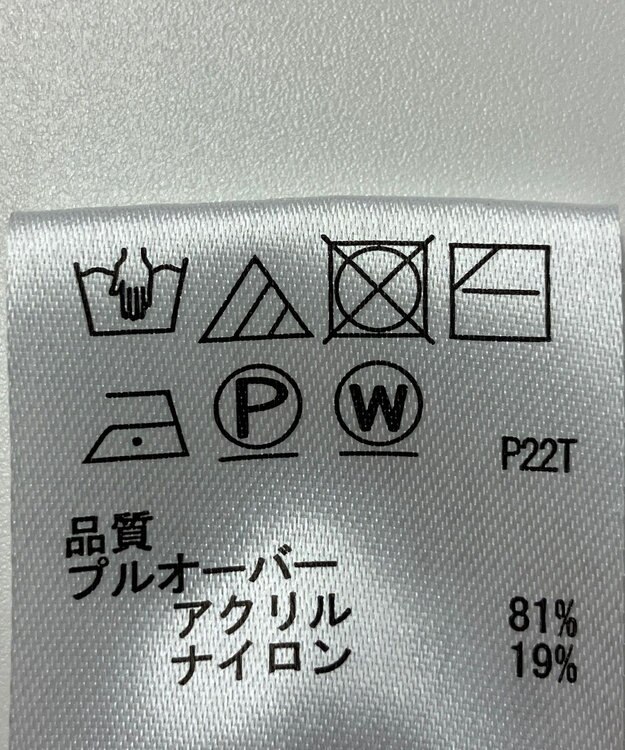 P W
P22T
品質
プルオーバー
アクリル 81%
ナイロン 19%